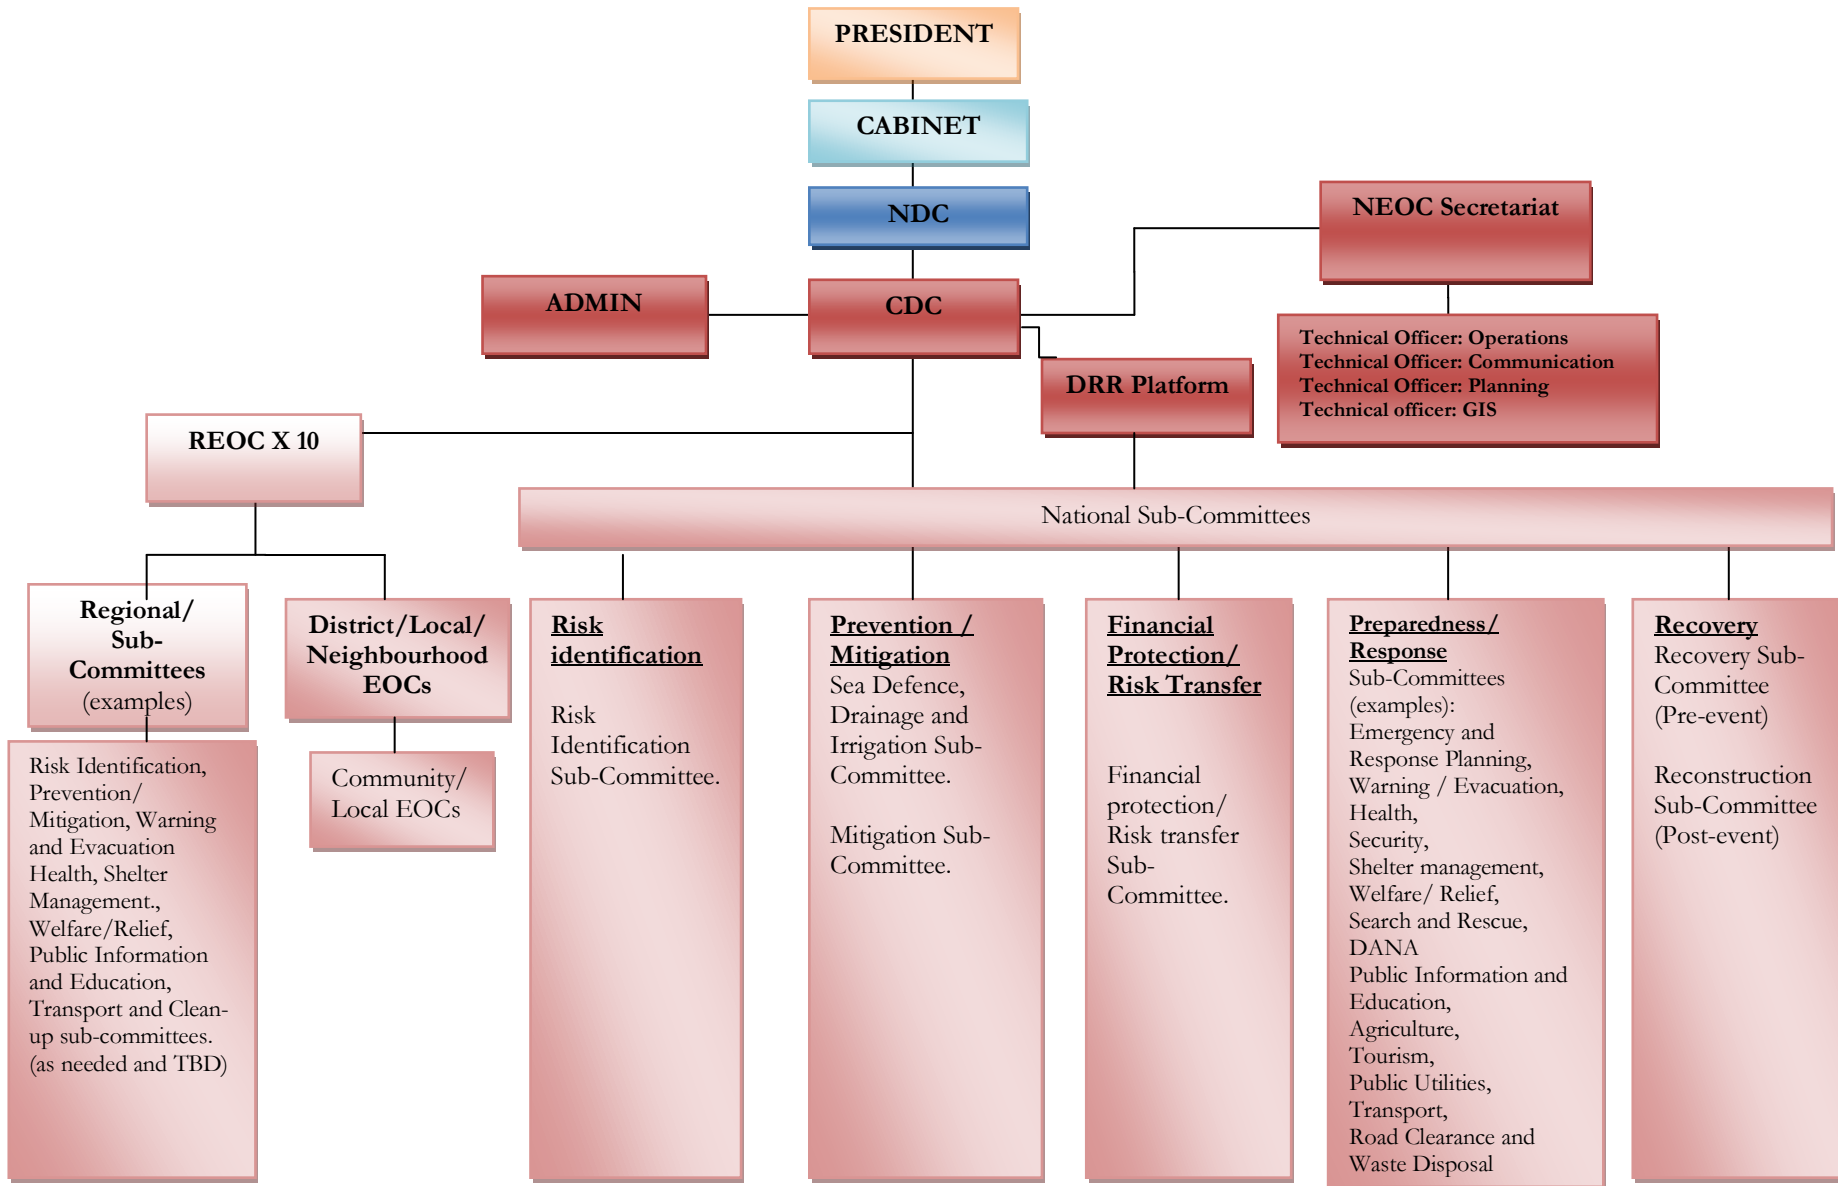 PRESIDENT
CABINET
NDC
NEOC Secretariat
ADMIN
CDC
Technical Officer: Operations
Technical Officer: Communication
Technical Officer: Planning
Technical officer: GIS
DRR Platform
REOC X 10
National Sub-Committees
Regional/
Sub-
Committees
(examples)
District/Local/
Neighbourhood
EOCs
Risk Identification,
Prevention/
Mitigation, Warning
and Evacuation
Health, Shelter
Management.,
Welfare/Relief,
Public Information
and Education,
Transport and Clean-
up sub-committees.
(as needed and TBD)
Community/
Local EOCs
Risk
identification
Risk
Identification
Sub-Committee.
Prevention /
Mitigation
Sea Defence,
Drainage and
Irrigation Sub-
Committee.
Mitigation Sub-
Committee.
Financial
Protection/
Risk Transfer
Financial
protection/
Risk transfer
Sub-
Committee.
Preparedness/
Response
Sub-Committees
(examples):
Emergency and
Response Planning,
Warning / Evacuation,
Health,
Security,
Shelter management,
Welfare/ Relief,
Search and Rescue,
DANA
Public Information and
Education,
Agriculture,
Tourism,
Public Utilities,
Transport,
Road Clearance and
Waste Disposal
Recovery
Recovery Sub-
Committee
(Pre-event)
Reconstruction
Sub-Committee
(Post-event)